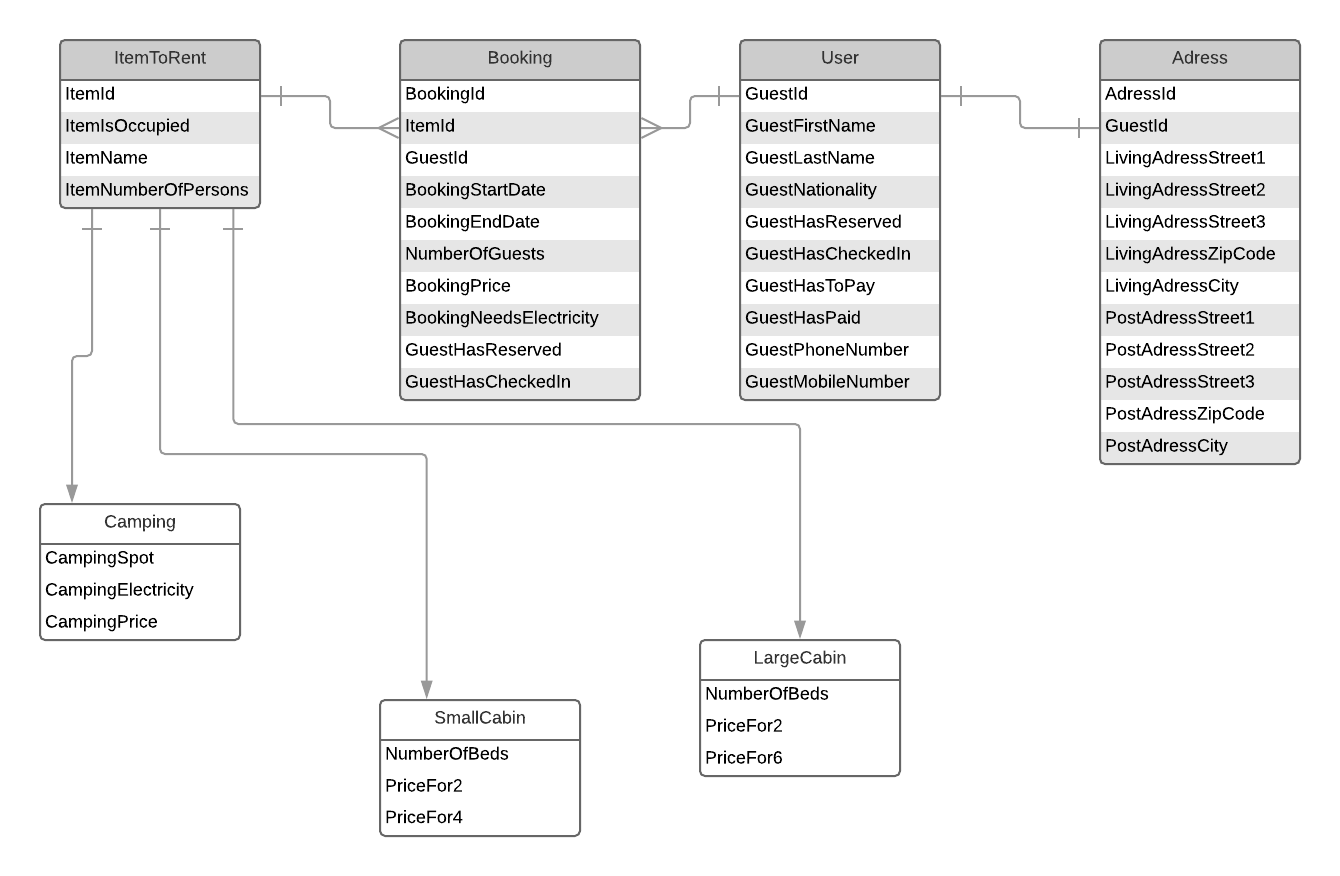 ItemToRent
ItemId
ItemIsOccupied
ItemName
ItemNumberOfPersons
Booking
BookingId
ItemId
GuestId
BookingStartDate
BookingEndDate
NumberOfGuests
BookingPrice
BookingNeedsElectricity
GuestHasReserved
GuestHasCheckedIn
User
GuestId
GuestFirstName
GuestLastName
GuestNationality
GuestHasReserved
GuestHasCheckedIn
GuestHasToPay
GuestHasPaid
GuestPhoneNumber
GuestMobileNumber
Adress
AdressId
GuestId
LivingAdressStreet1
LivingAdressStreet2
LivingAdressStreet3
LivingAdressZipCode
LivingAdressCity
PostAdressStreet1
PostAdressStreet2
PostAdressStreet3
PostAdressZipCode
PostAdressCity
Camping
CampingSpot
CampingElectricity
CampingPrice
SmallCabin
NumberOfBeds
PriceFor2
PriceFor4
LargeCabin
NumberOfBeds
PriceFor2
PriceFor6